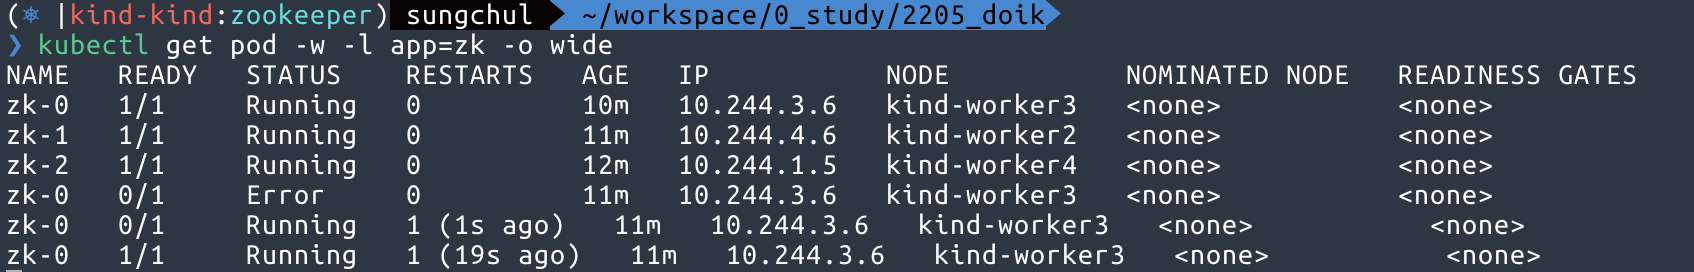 (⎈ |kind-kind:zookeeper) sungchul ~/workspace/0_study/2205_doik
❯ kubectl get pod -w -l app=zk -o wide
NAME   READY   STATUS    RESTARTS   AGE   IP           NODE           NOMINATED NODE   READINESS GATES
zk-0   1/1     Running   0          10m   10.244.3.6   kind-worker3   <none>           <none>
zk-1   1/1     Running   0          11m   10.244.4.6   kind-worker2   <none>           <none>
zk-2   1/1     Running   0          12m   10.244.1.5   kind-worker4   <none>           <none>
zk-0   0/1     Error     0          11m   10.244.3.6   kind-worker3   <none>           <none>
zk-0   0/1     Running   1 (1s ago)   11m   10.244.3.6   kind-worker3   <none>           <none>
zk-0   1/1     Running   1 (19s ago)   11m   10.244.3.6   kind-worker3   <none>           <none>